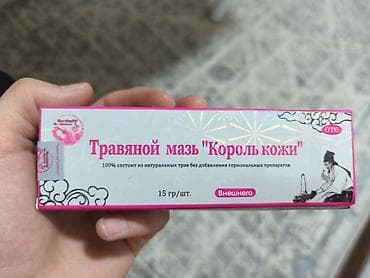 OTC
Травяной мазь "Король кожи"
100% состоит из натуральных трав без добавления гормональных препаратов
15 гр/шт.
Внешнего